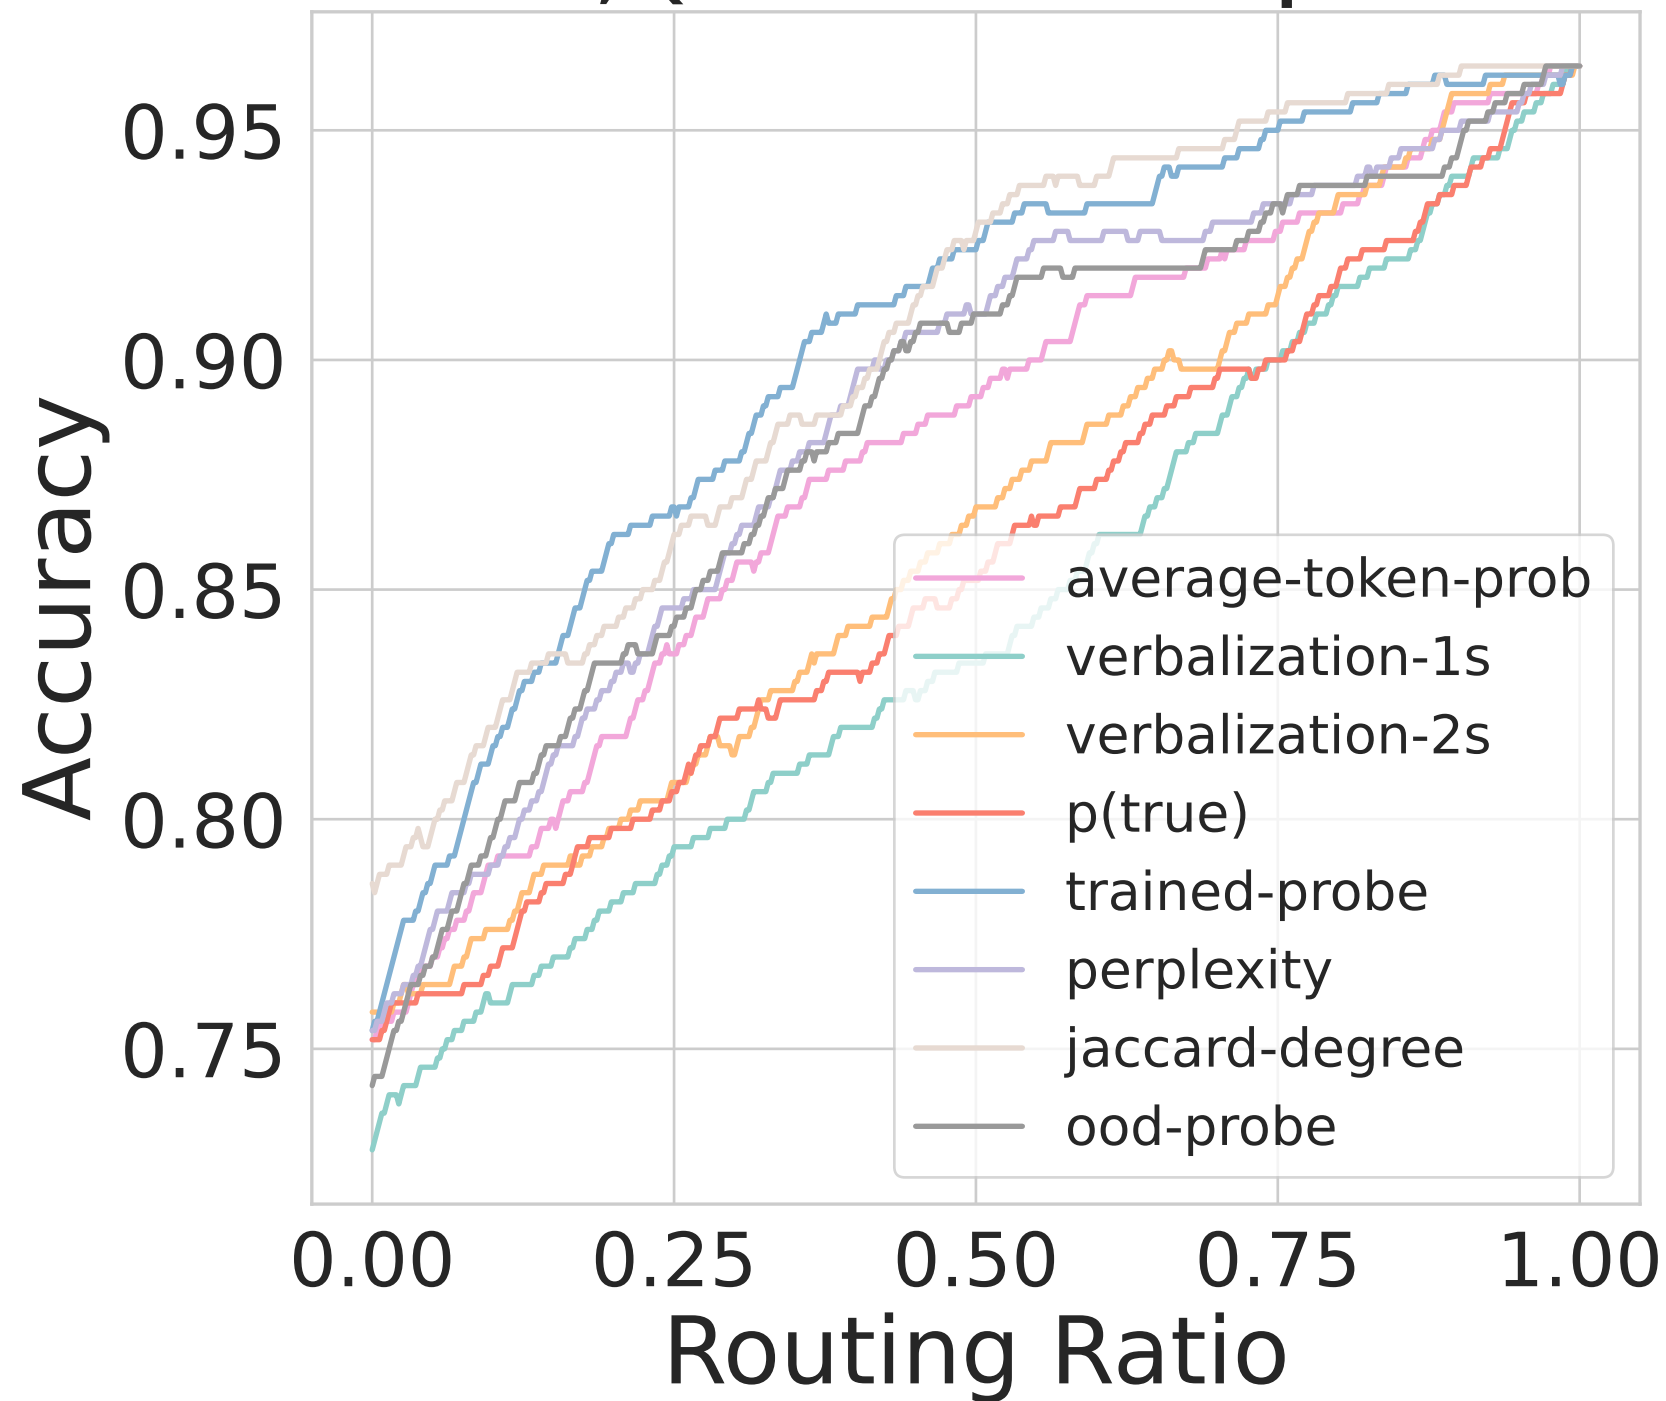 0.95
0.90
0.85
0.80
0.75
Accuracy
average-token-prob
verbalization-1s
verbalization-2s
p(true)
trained-probe
perplexity
jaccard-degree
ood-probe
0.00 0.25 0.50 0.75 1.00
Routing Ratio